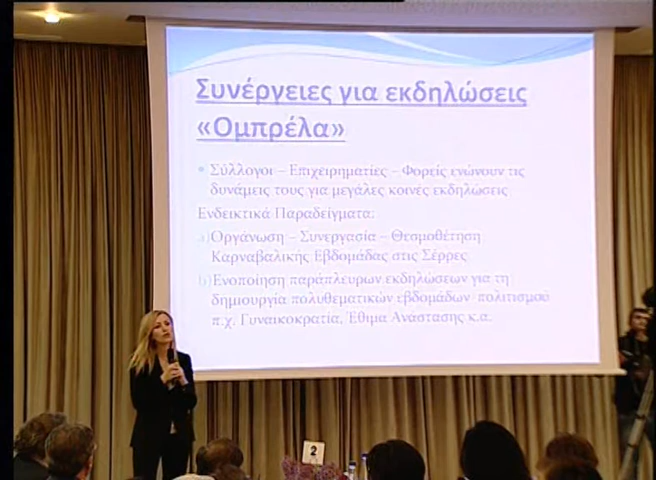 Συνέργειες για εκδηλώσεις
«Ομπρέλα»
Σύλλογοι – Επιχειρηματίες – Φορείς ενώνουν τις
δυνάμεις τους για μεγάλες κοινές εκδηλώσεις
Ενδεικτικά Παραδείγματα:
a) Οργάνωση – Συνεργασία – Θεσμοθέτηση
Καρναβαλικής Εβδομάδας στις Σέρρες
b) Ενοποίηση παράπλευρων εκδηλώσεων για τη
δημιουργία πολυθεματικών εβδομάδων πολιτισμού
π.χ. Γυναικοκρατία, Έθιμα Ανάστασης κ.α.
2